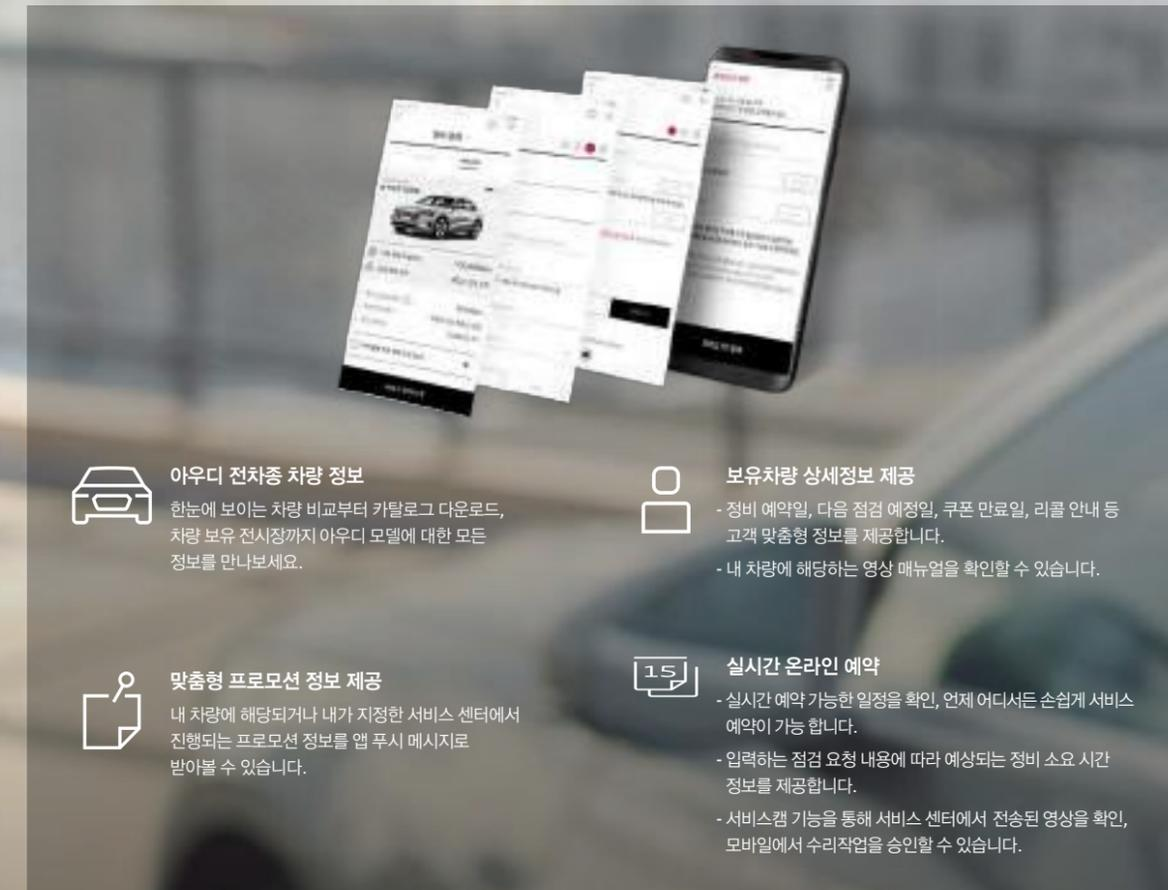 아우디 전차종 차량 정보
한눈에 보이는 차량 비교부터 카탈로그 다운로드,
차량 보유 전시장까지 아우디 모델에 대한 모든
정보를 만나보세요.
보유차량 상세정보 제공
- 정비 예약일, 다음 점검 예정일, 쿠폰 만료일, 리콜 안내 등
고객 맞춤형 정보를 제공합니다.
- 내 차량에 해당하는 영상 매뉴얼을 확인할 수 있습니다.
맞춤형 프로모션 정보 제공
내 차량에 해당되거나 내가 지정한 서비스 센터에서
진행되는 프로모션 정보를 앱 푸시 메시지로
받아볼 수 있습니다.
15
실시간 온라인 예약
- 실시간 예약 가능한 일정을 확인, 언제 어디서든 손쉽게 서비스
예약이 가능 합니다.
- 입력하는 점검 요청 내용에 따라 예상되는 정비 소요 시간
정보를 제공합니다.
- 서비스캠 기능을 통해 서비스 센터에서 전송된 영상을 확인,
모바일에서 수리작업을 승인할 수 있습니다.